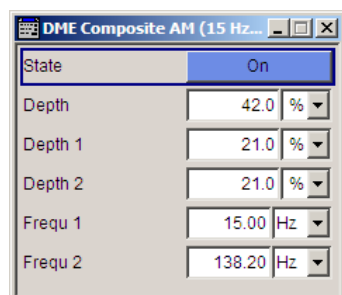 DME Composite AM (15 Hz...
State On
Depth 42.0 %
Depth 1 21.0 %
Depth 2 21.0 %
Frequ 1 15.00 Hz
Frequ 2 138.20 Hz